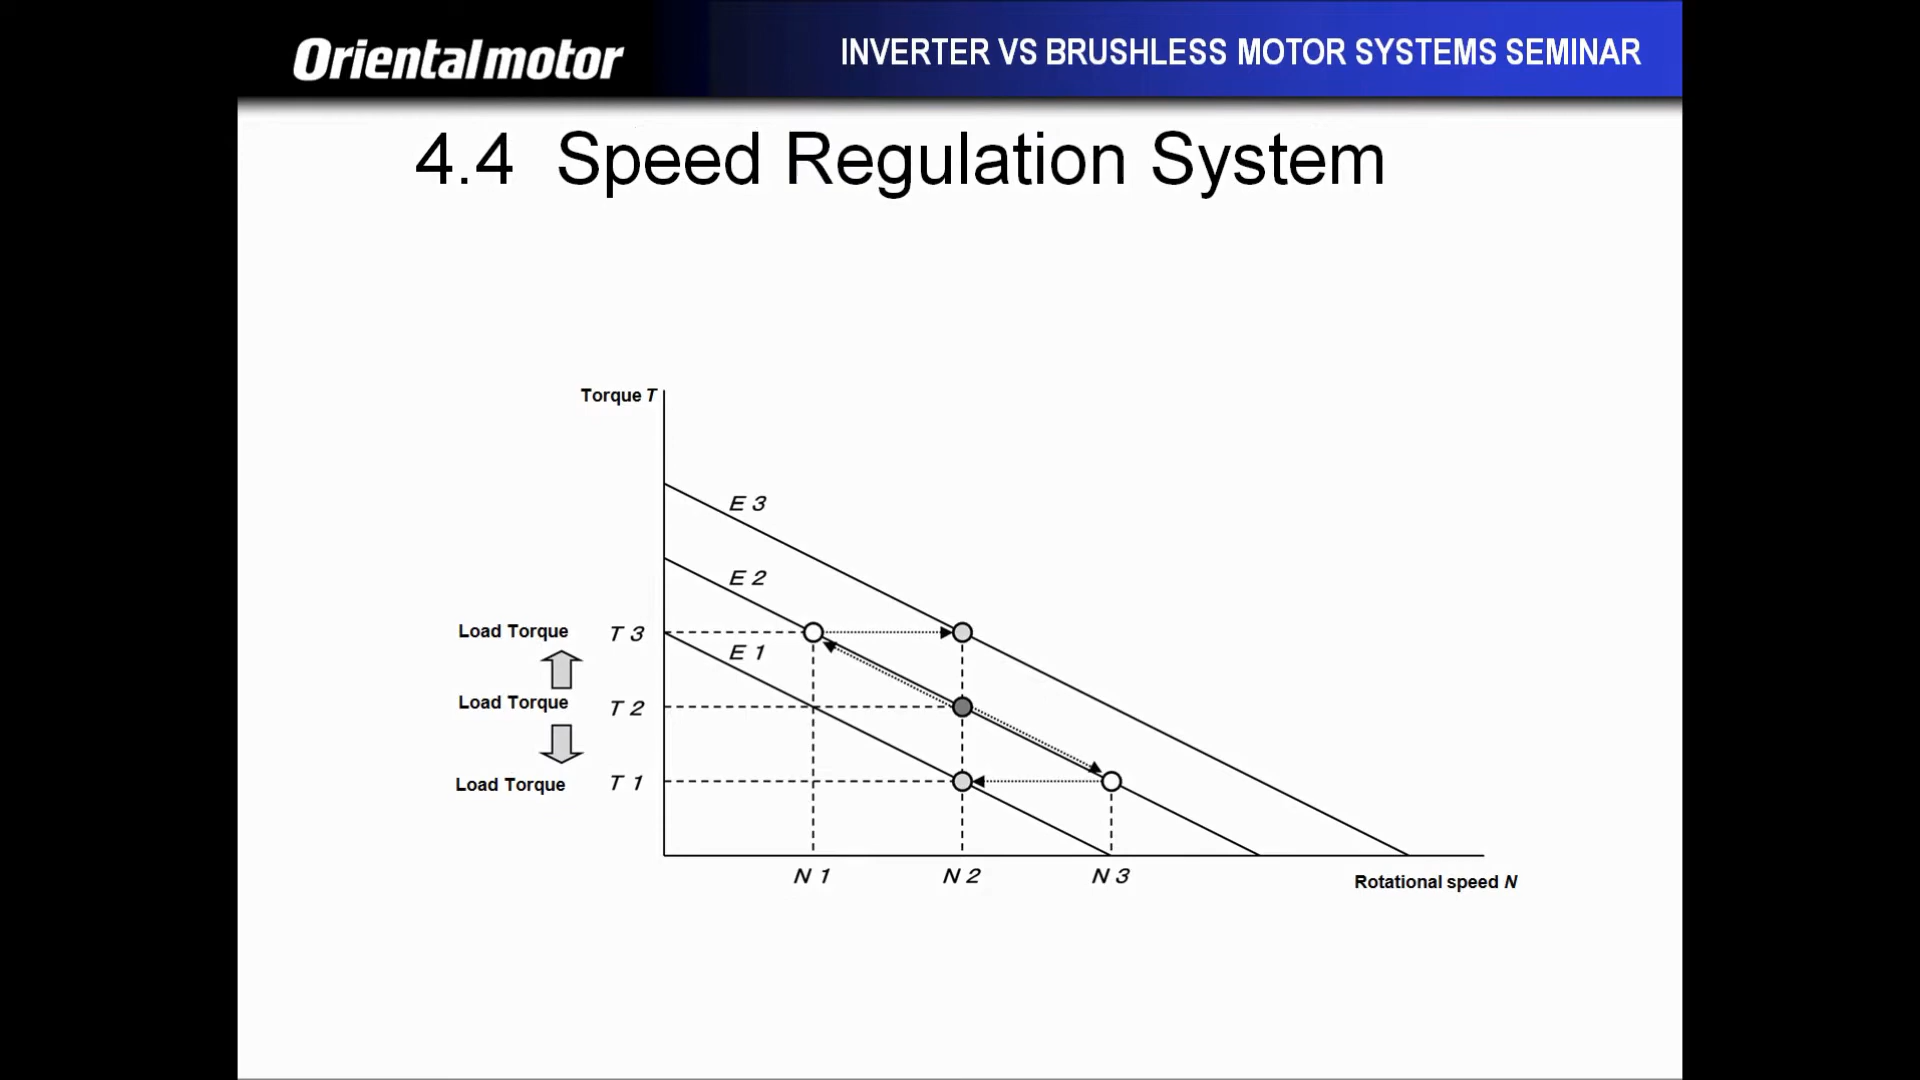 Orientalmotor
INVERTER VS BRUSHLESS MOTOR SYSTEMS SEMINAR
4.4 Speed Regulation System
Torque T
E 3
E 2
Load Torque T 3
E 1
Load Torque T 2
Load Torque T 1
N 1 N 2 N 3
Rotational speed N